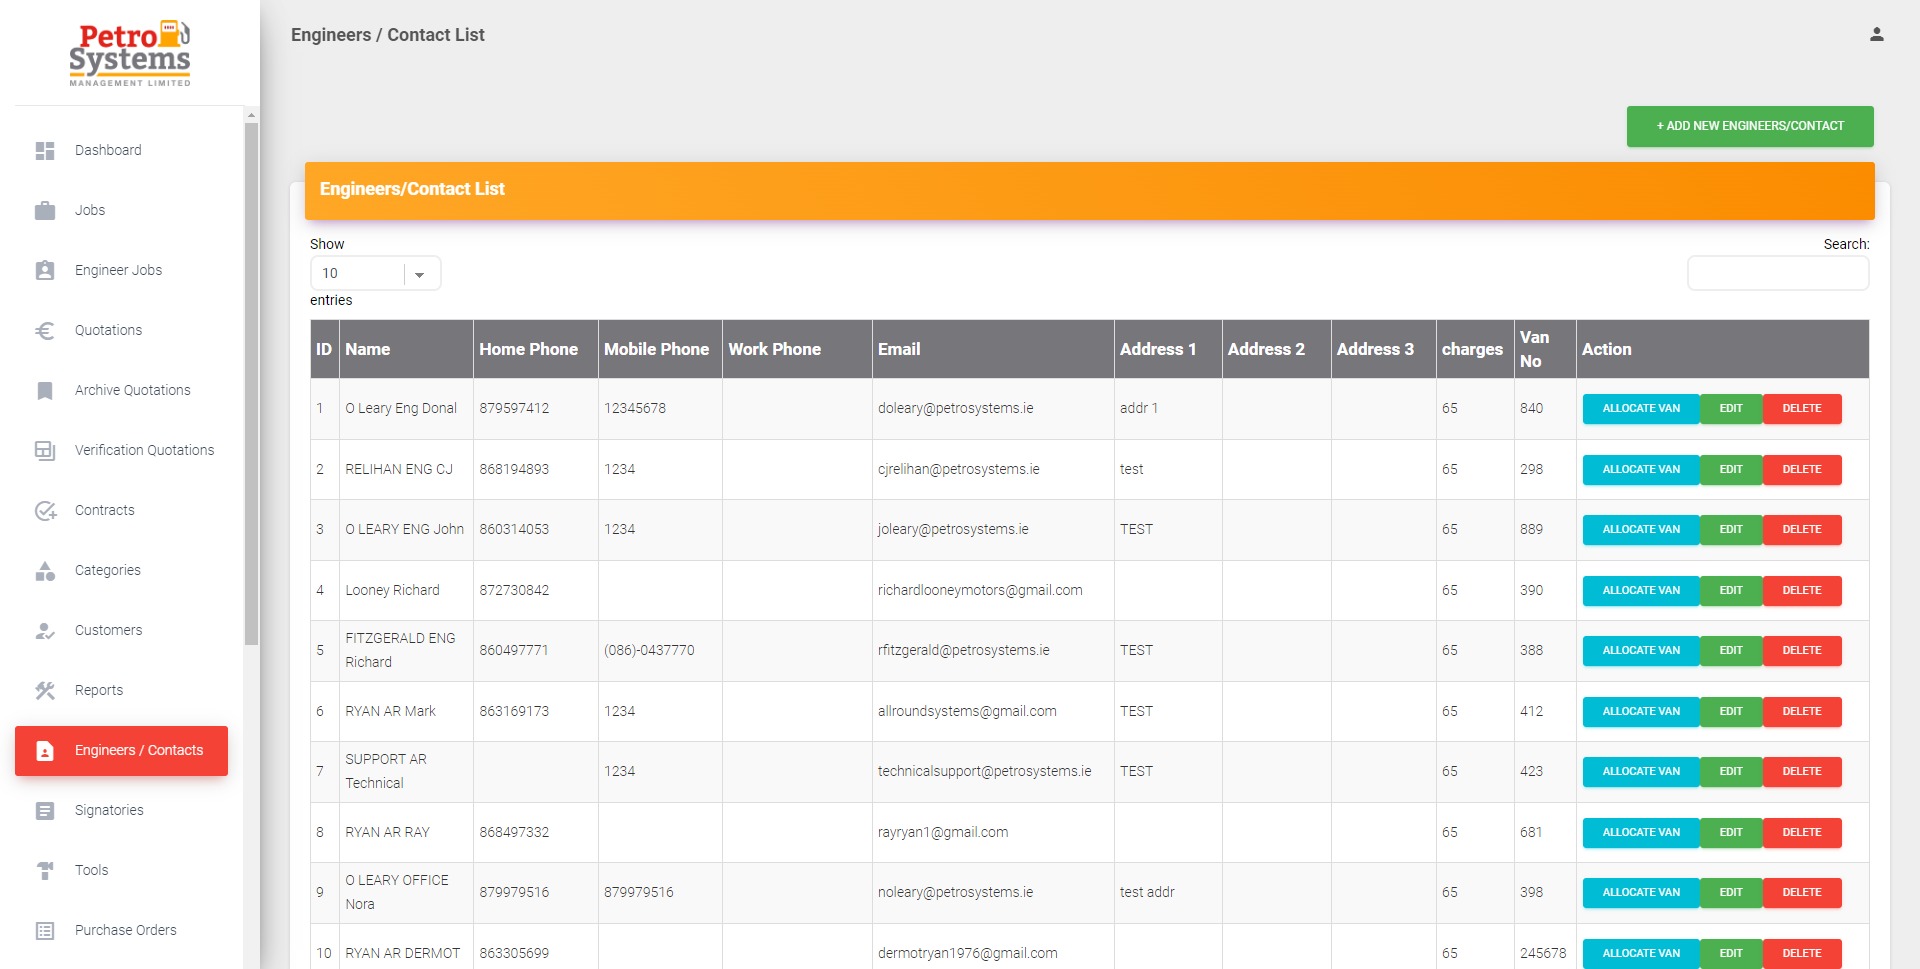 Petro
Systems
MANAGEMENT LIMITED
Engineers / Contact List
+ ADD NEW ENGINEERS/CONTACT
Dashboard
Jobs
Engineer Jobs
Quotations
Archive Quotations
Verification Quotations
Contracts
Categories
Customers
Reports
Engineers / Contacts
Signatories
Tools
Purchase Orders
Engineers/Contact List
Show
10
entries
Search:
ID Name Home Phone Mobile Phone Work Phone Email Address 1 Address 2 Address 3 charges Van No Action
1 O Leary Eng Donal 879597412 12345678 doleary@petrosystems.ie addr 1 65 840 ALLOCATE VAN EDIT DELETE
2 RELIHAN ENG CJ 868194893 1234 cjrelihan@petrosystems.ie test 65 298 ALLOCATE VAN EDIT DELETE
3 O LEARY ENG John 860314053 1234 joleary@petrosystems.ie TEST 65 889 ALLOCATE VAN EDIT DELETE
4 Looney Richard 872730842 richardlooneymotors@gmail.com 65 390 ALLOCATE VAN EDIT DELETE
5 FITZGERALD ENG Richard 860497771 (086)-0437770 rfitzgerald@petrosystems.ie TEST 65 388 ALLOCATE VAN EDIT DELETE
6 RYAN AR Mark 863169173 1234 allroundsystems@gmail.com TEST 65 412 ALLOCATE VAN EDIT DELETE
7 SUPPORT AR Technical 1234 technicalsupport@petrosystems.ie TEST 65 423 ALLOCATE VAN EDIT DELETE
8 RYAN AR RAY 868497332 rayryan1@gmail.com 65 681 ALLOCATE VAN EDIT DELETE
9 O LEARY OFFICE Nora 879979516 879979516 noleary@petrosystems.ie test addr 65 398 ALLOCATE VAN EDIT DELETE
10 RYAN AR DERMOT 863305699 dermotryan1976@gmail.com 65 245678 ALLOCATE VAN EDIT DELETE